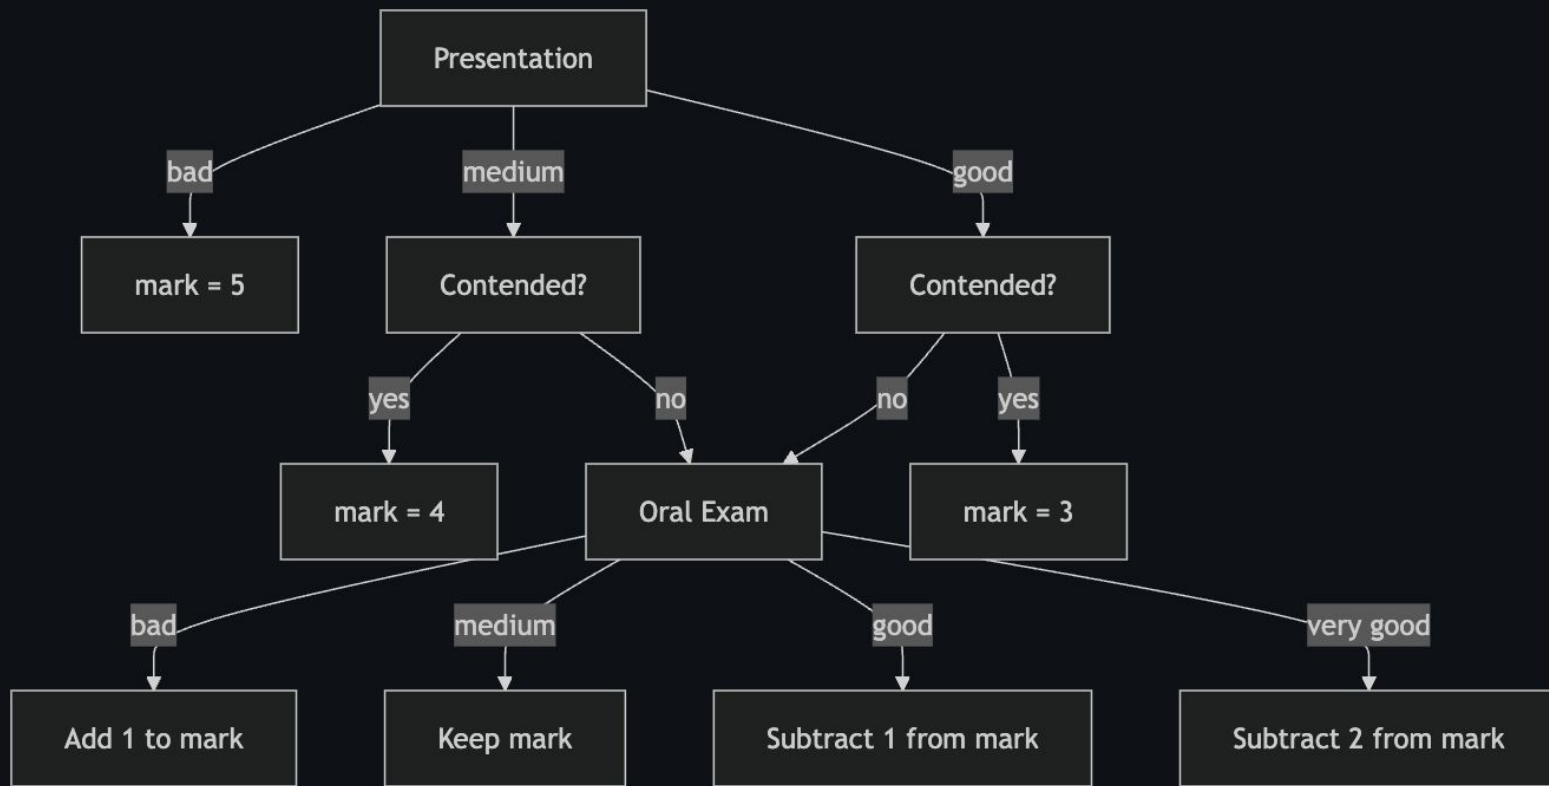 Presentation
bad
medium
good
mark = 5
Contended?
Contended?
yes
no
no
yes
mark = 4
Oral Exam
mark = 3
bad
medium
good
very good
Add 1 to mark
Keep mark
Subtract 1 from mark
Subtract 2 from mark